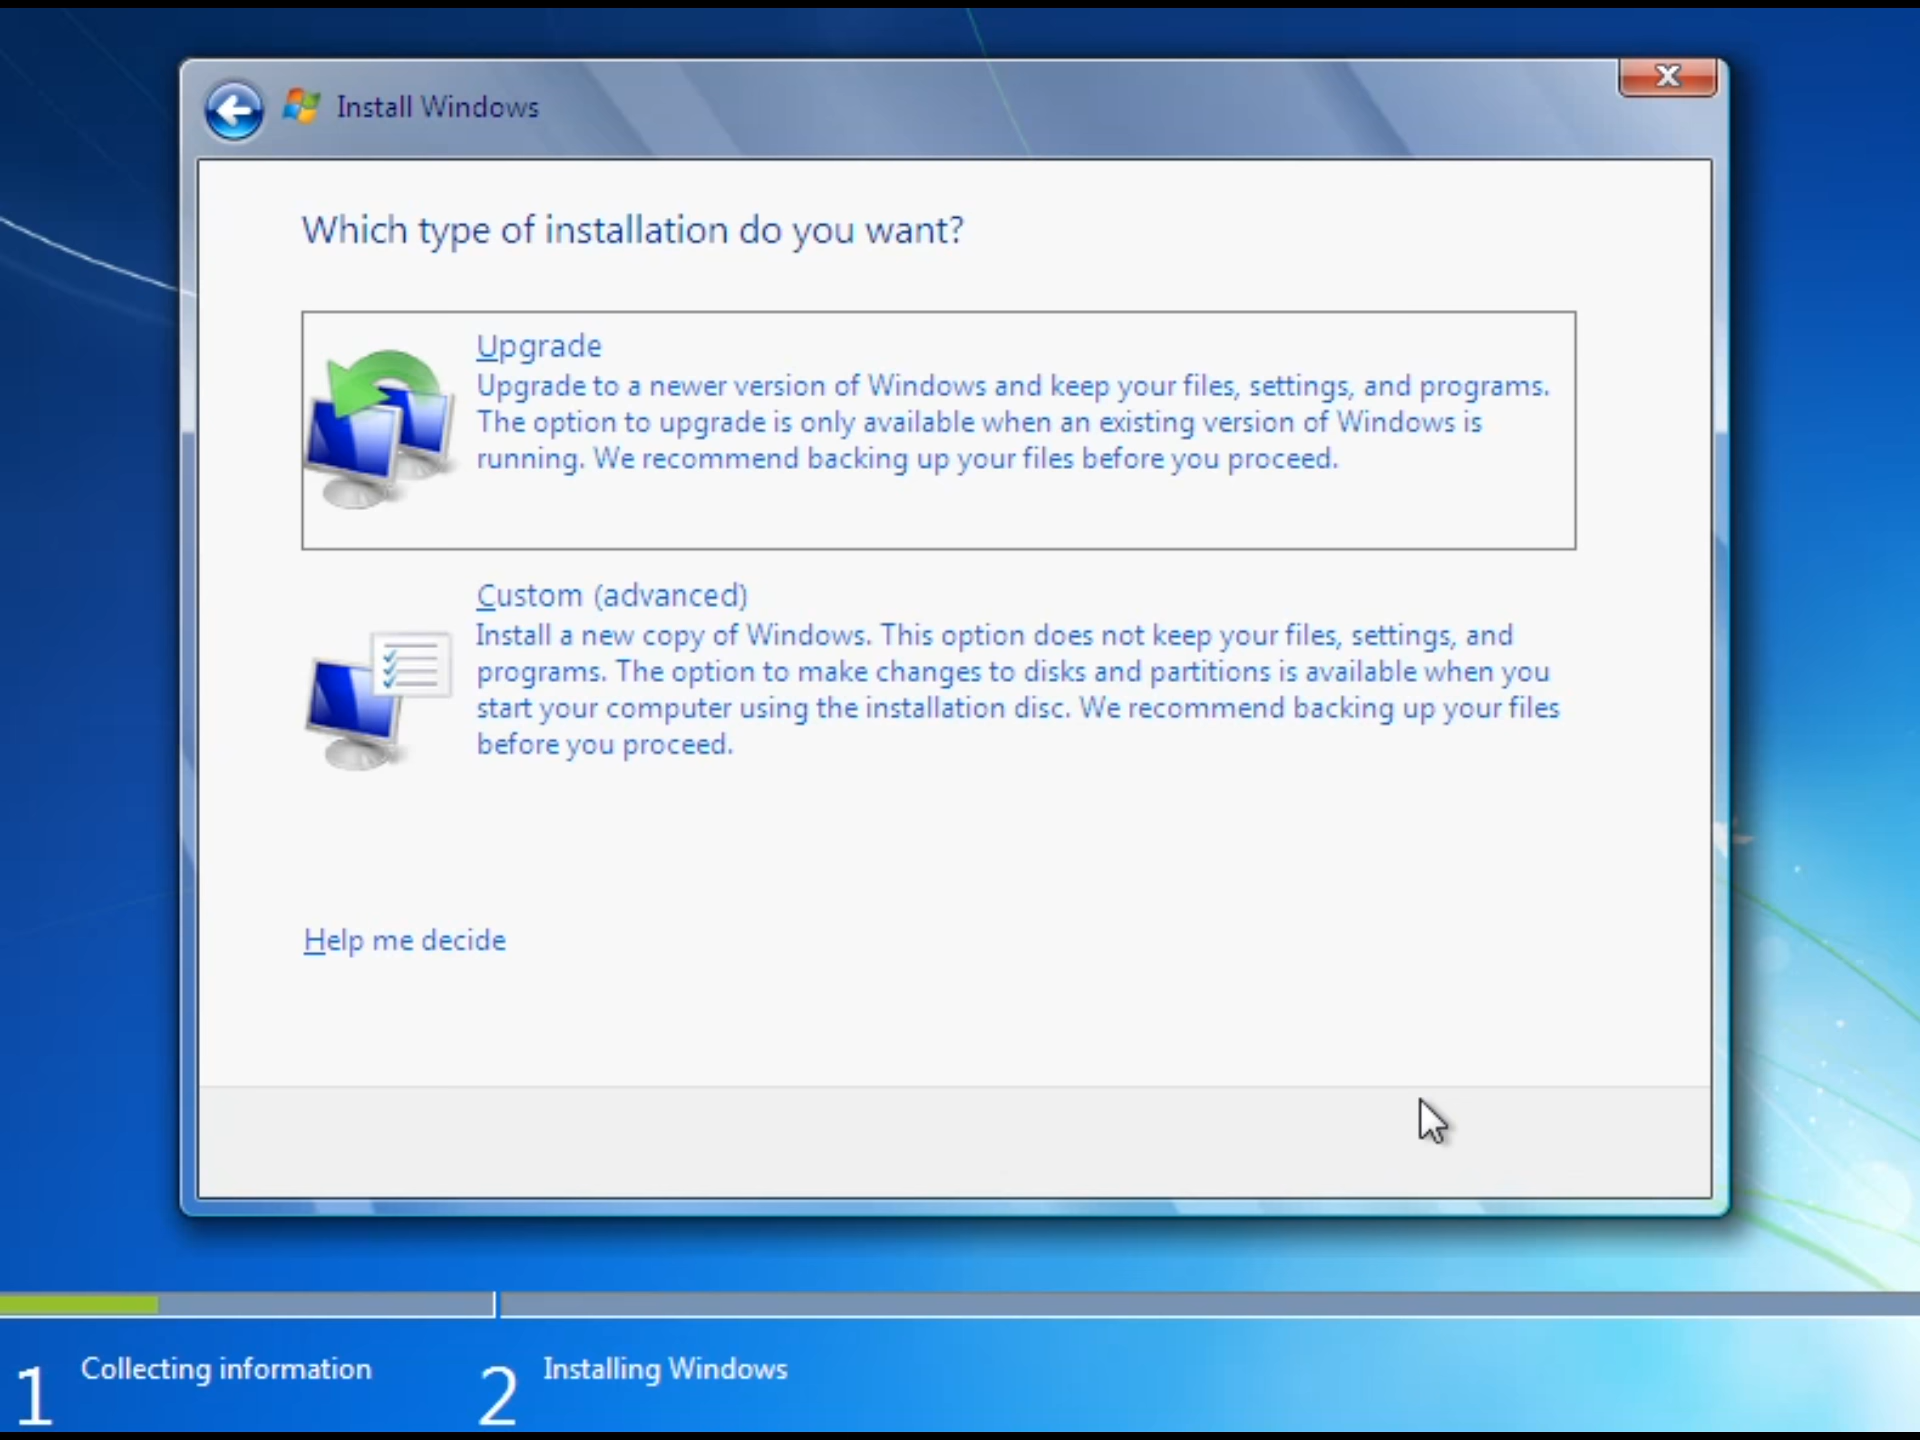 Install Windows
Which type of installation do you want?
Upgrade
Upgrade to a newer version of Windows and keep your files, settings, and programs.
The option to upgrade is only available when an existing version of Windows is
running. We recommend backing up your files before you proceed.
Custom (advanced)
Install a new copy of Windows. This option does not keep your files, settings, and
programs. The option to make changes to disks and partitions is available when you
start your computer using the installation disc. We recommend backing up your files
before you proceed.
Help me decide
1 Collecting information
2 Installing Windows